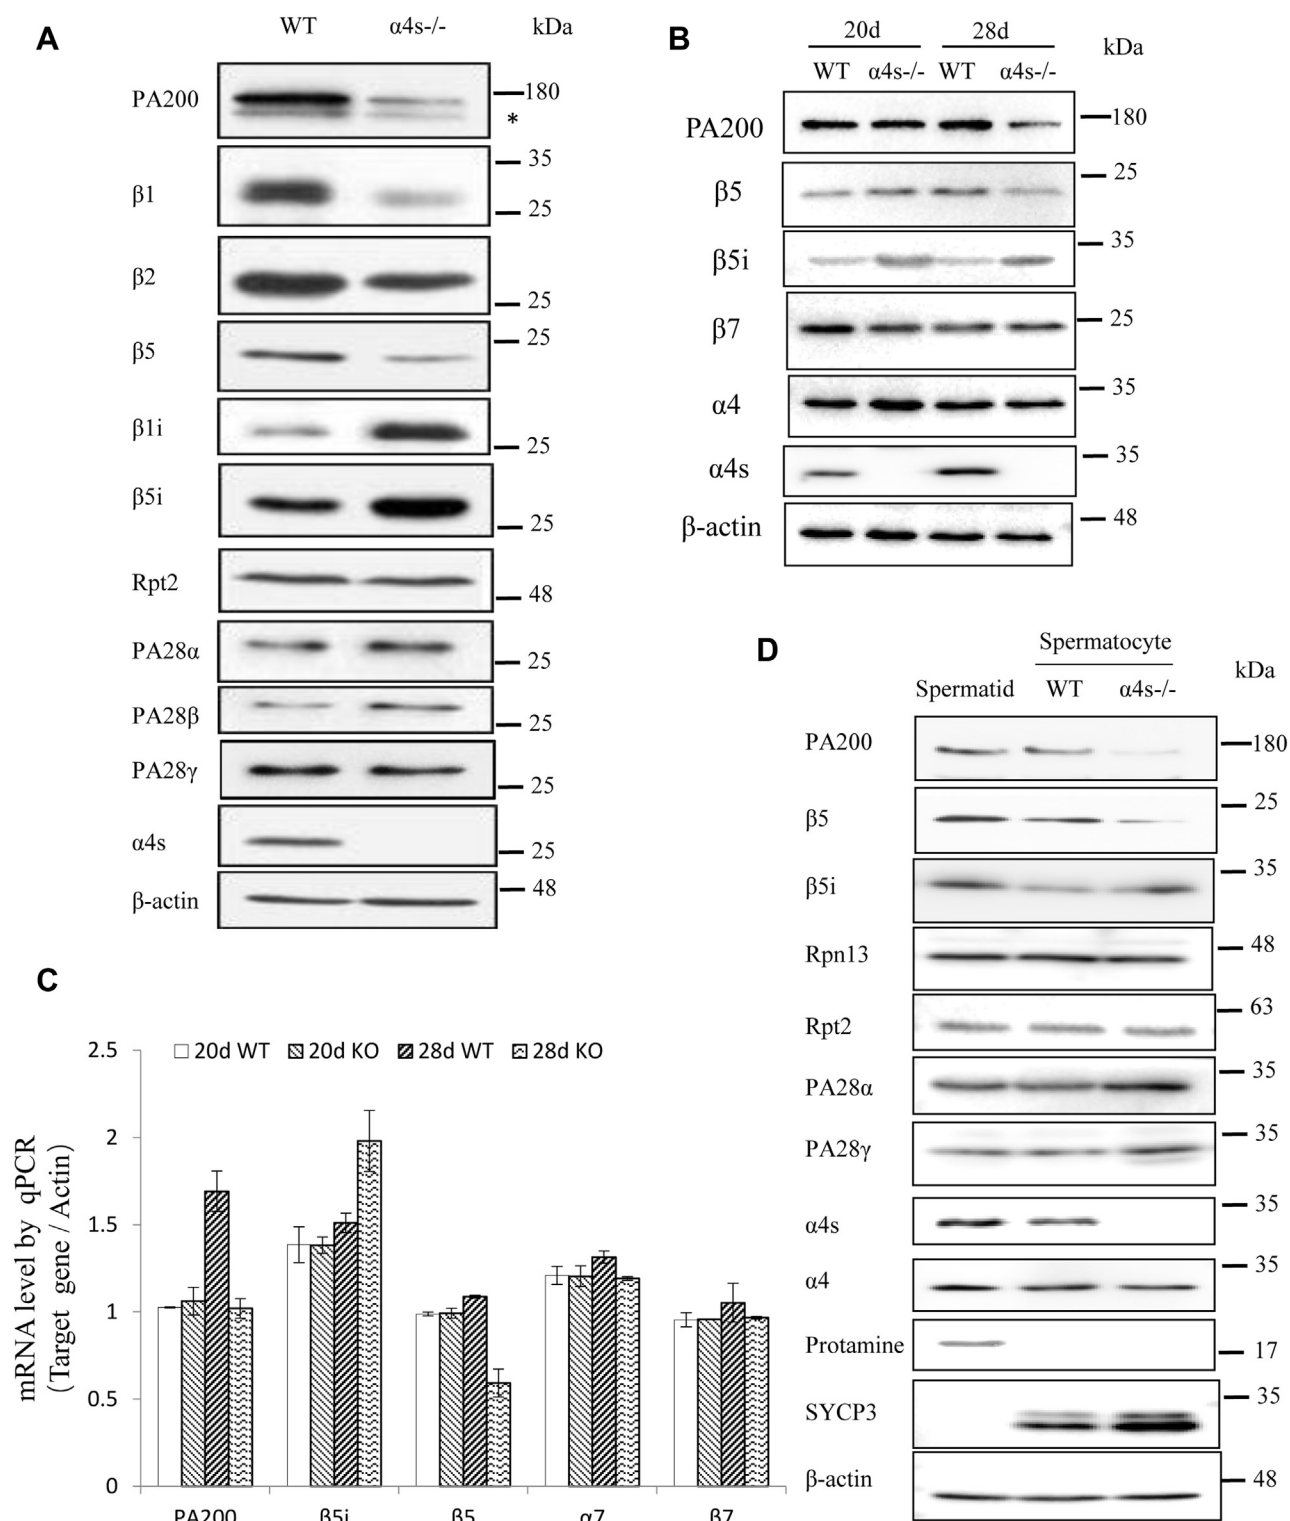 A
WT α4s-/- kDa
PA200 180
*
β1 35
25
β2 25
β5 25
β1i 25
β5i 25
Rpt2 48
PA28α 25
PA28β 25
PA28γ 25
α4s 25
β-actin 48
B
20d 28d
WT α4s-/- WT α4s-/- kDa
PA200 180
β5 25
β5i 35
β7 25
α4 35
α4s 35
β-actin 48
C
mRNA level by qPCR
(Target gene / Actin)
20d WT 20d KO 28d WT 28d KO
2.5
2
1.5
1
0.5
0
PA200 β5i β5 α7 β7
D
Spermatocyte
Spermatid WT α4s-/- kDa
PA200 180
β5 25
β5i 35
Rpn13 48
Rpt2 63
PA28α 35
PA28γ 35
α4s 35
α4 35
Protamine 17
SYCP3 35
β-actin 48